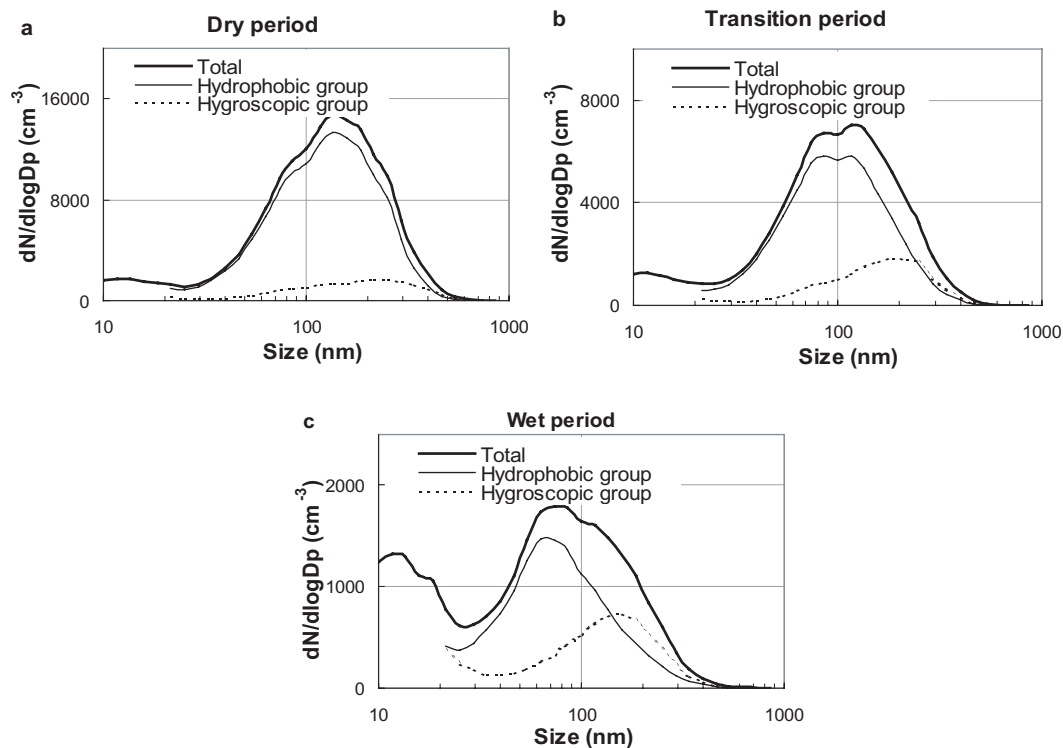 a
Dry period
Total
Hydrophobic group
Hygroscopic group
16000
8000
0
dN/dlogDp (cm⁻³)
10
100
1000
Size (nm)
b
Transition period
Total
Hydrophobic group
Hygroscopic group
8000
4000
0
dN/dlogDp (cm⁻³)
10
100
1000
Size (nm)
c
Wet period
Total
Hydrophobic group
Hygroscopic group
2000
1000
0
dN/dlogDp (cm⁻³)
10
100
1000
Size (nm)